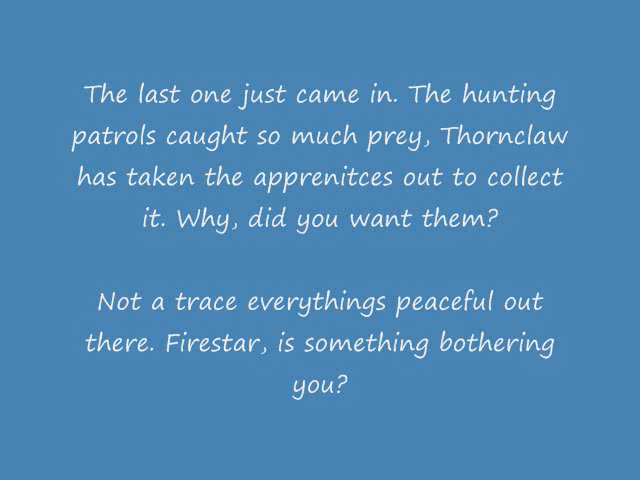 The last one just came in. The hunting
patrols caught so much prey, Thornclaw
has taken the apprenitces out to collect
it. Why, did you want them?
Not a trace everythings peaceful out
there. Firestar, is something bothering
you?